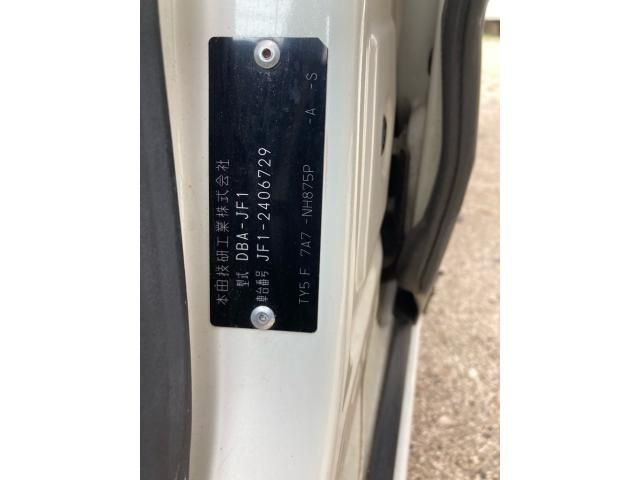 本田技研工業株式会社
型式 DBA-JF1
車台番号 JF1-2406729
TY5 F 7A7 -NH875P -A -S